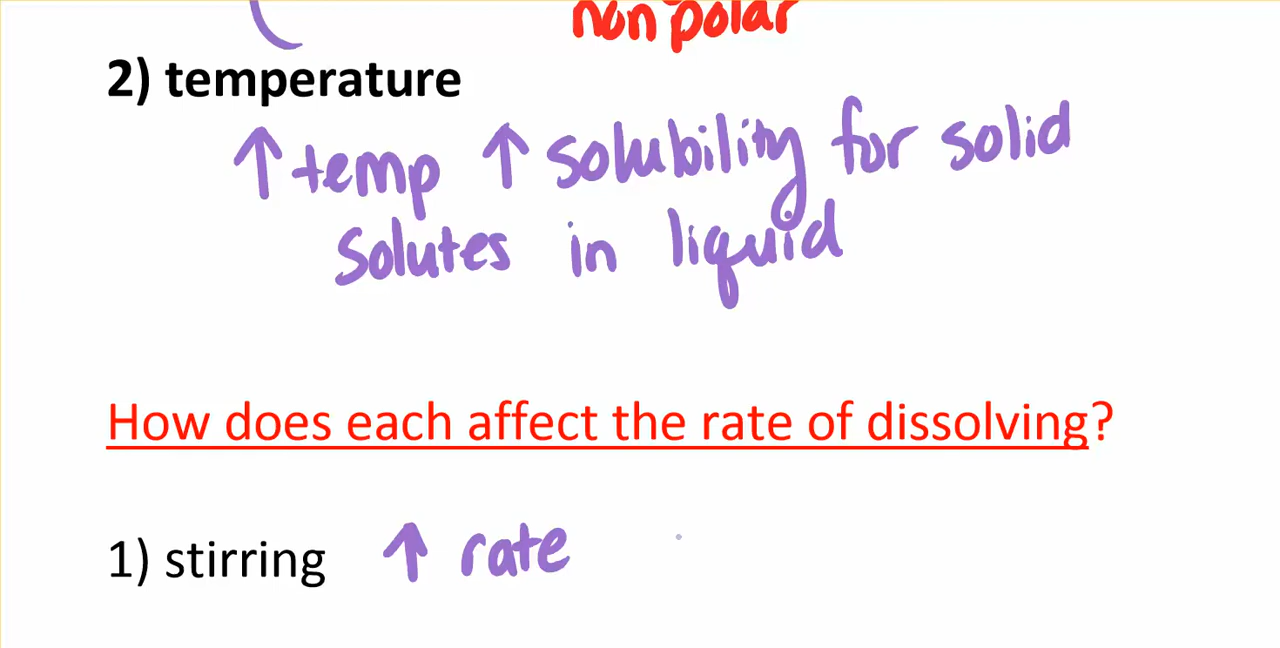 non polar
2) temperature
↑ temp ↑ solubility for solid
solutes in liquid
How does each affect the rate of dissolving?
1) stirring ↑ rate